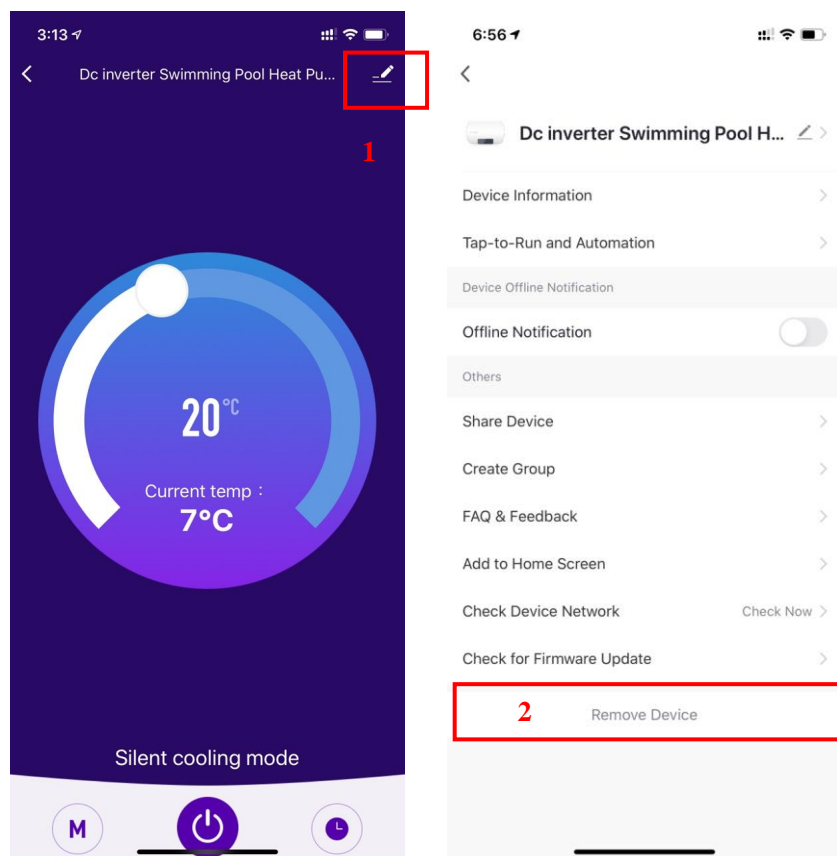 3:13
Dc inverter Swimming Pool Heat Pu...
1
20°C
Current temp :
7°C
Silent cooling mode
M
6:56
Dc inverter Swimming Pool H...
Device Information
Tap-to-Run and Automation
Device Offline Notification
Offline Notification
Others
Share Device
Create Group
FAQ & Feedback
Add to Home Screen
Check Device Network Check Now
Check for Firmware Update
2 Remove Device